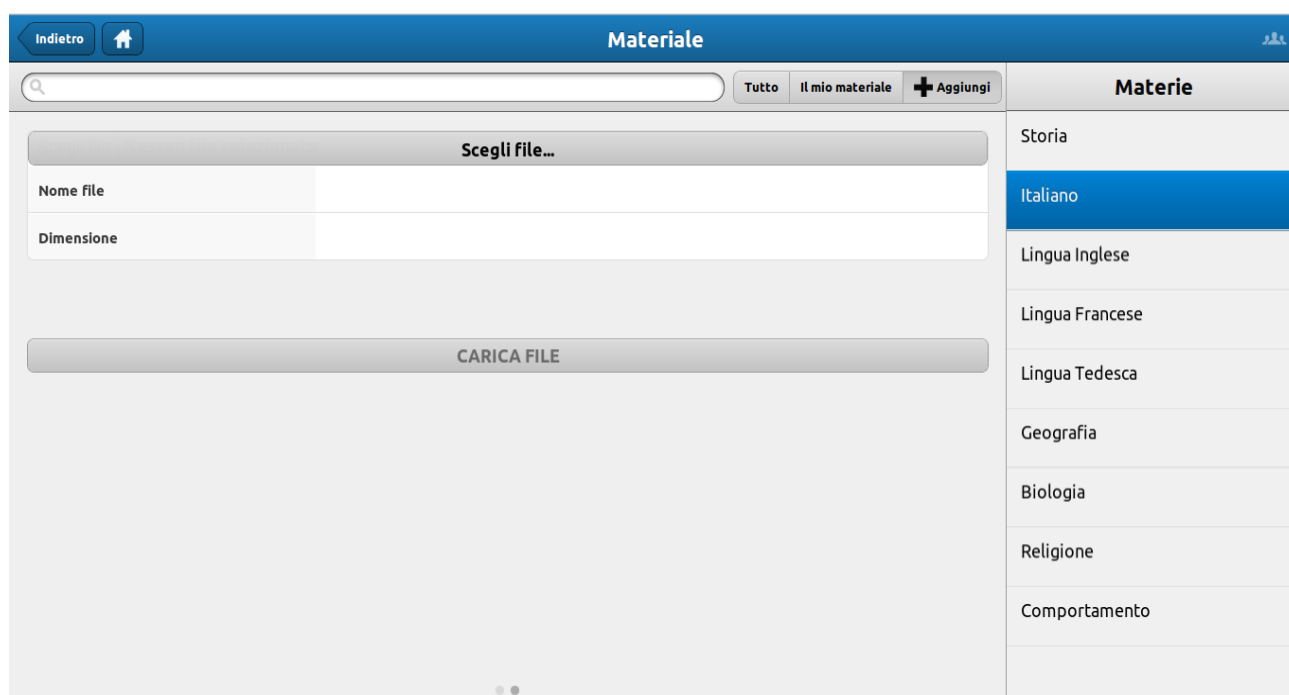 Indietro
Materiale
Tutto
Il mio materiale
Aggiungi
Scegli file...
Nome file
Dimensione
CARICA FILE
Materie
Storia
Italiano
Lingua Inglese
Lingua Francese
Lingua Tedesca
Geografia
Biologia
Religione
Comportamento